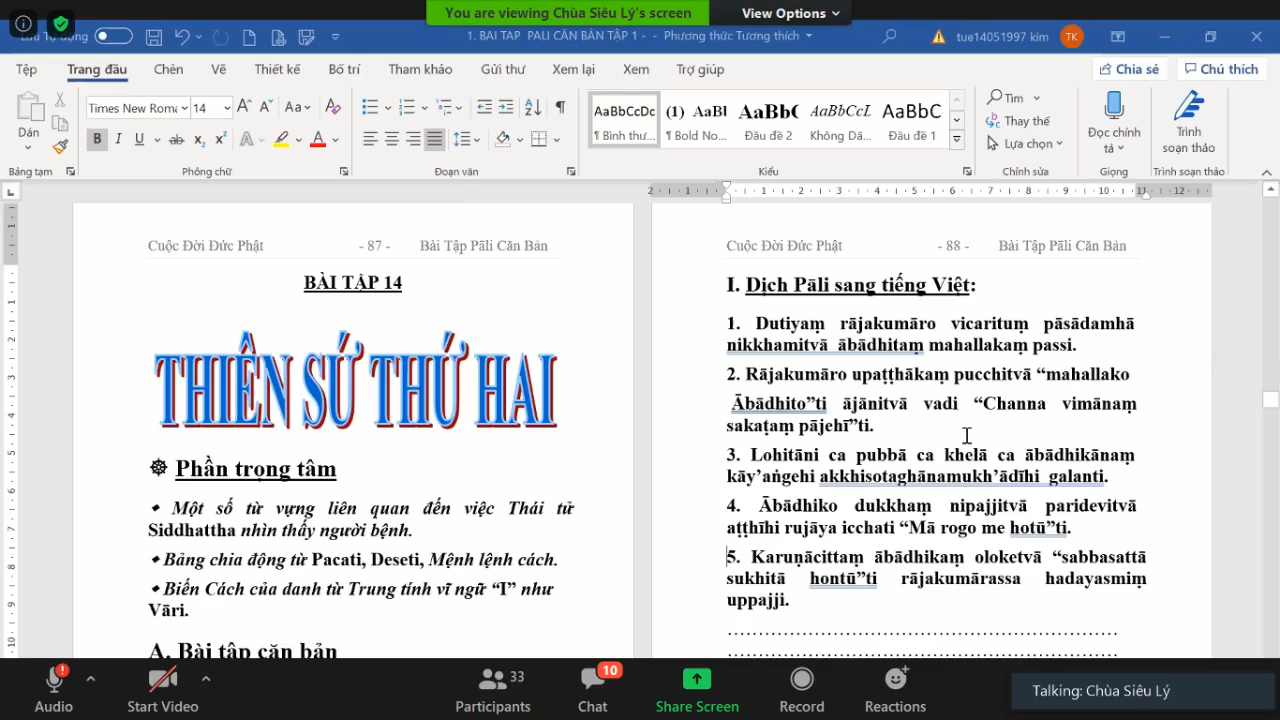 You are viewing Chùa Siêu Lý's screen
View Options
Lưu Tự động
1. BAI TAP PALI CĂN BẢN TẬP 1 - - Phương thức Tương thích
tue14051997 kim
TK
Tệp Trang đầu Chèn Vẽ Thiết kế Bố trí Tham khảo Gửi thư Xem lại Xem Trợ giúp
Chia sẻ Chú thích
Dán
Times New Roma 14
AaBbCcDc (1) AaBl AaBb( AaBbCcL AaBbC
¶ Bình thư... ¶ Bold No... Đầu đề 2 Không Dã... Đầu đề 1
Tìm
Thay thế
Lựa chọn
Đọc chính tả
Trình soạn thảo
Bảng tạm Phông chữ Đoạn văn Kiểu Chỉnh sửa Giọng Trình soạn thảo
Cuộc Đời Đức Phật - 87 - Bài Tập Pāli Căn Bản
BÀI TẬP 14
THIÊN SỨ THỨ HAI
Phần trọng tâm
Một số từ vựng liên quan đến việc Thái tử
Siddhattha nhìn thấy người bệnh.
Bảng chia động từ Pacati, Deseti, Mệnh lệnh cách.
Biến Cách của danh từ Trung tính vĩ ngữ “I” như
Vāri.
A. Bài tập căn bản
Cuộc Đời Đức Phật - 88 - Bài Tập Pāli Căn Bản
I. Dịch Pāli sang tiếng Việt:
1. Dutiyaṃ rājakumāro vicarituṃ pāsādamhā
nikkhamitvā ābādhitaṃ mahallakaṃ passi.
2. Rājakumāro upaṭṭhākaṃ pucchitvā “mahallako
Ābādhito”ti ājānitvā vadi “Channa vimānaṃ
sakaṭaṃ pājehī”ti.
3. Lohitāni ca pubbā ca khelā ca ābādhikānaṃ
kāy’aṅgehi akkhisotaghānamukh’ādīhi galanti.
4. Ābādhiko dukkhaṃ nipajjitvā paridevitvā
aṭṭhīhi rujāya icchati “Mā rogo me hotū”ti.
5. Karuṇācittaṃ ābādhikaṃ oloketvā “sabbasattā
sukhitā hontū”ti rājakumārassa hadayasmiṃ
uppajji.
Audio
Start Video
Participants 33
Chat 10
Share Screen
Record
Reactions
Talking: Chùa Siêu Lý